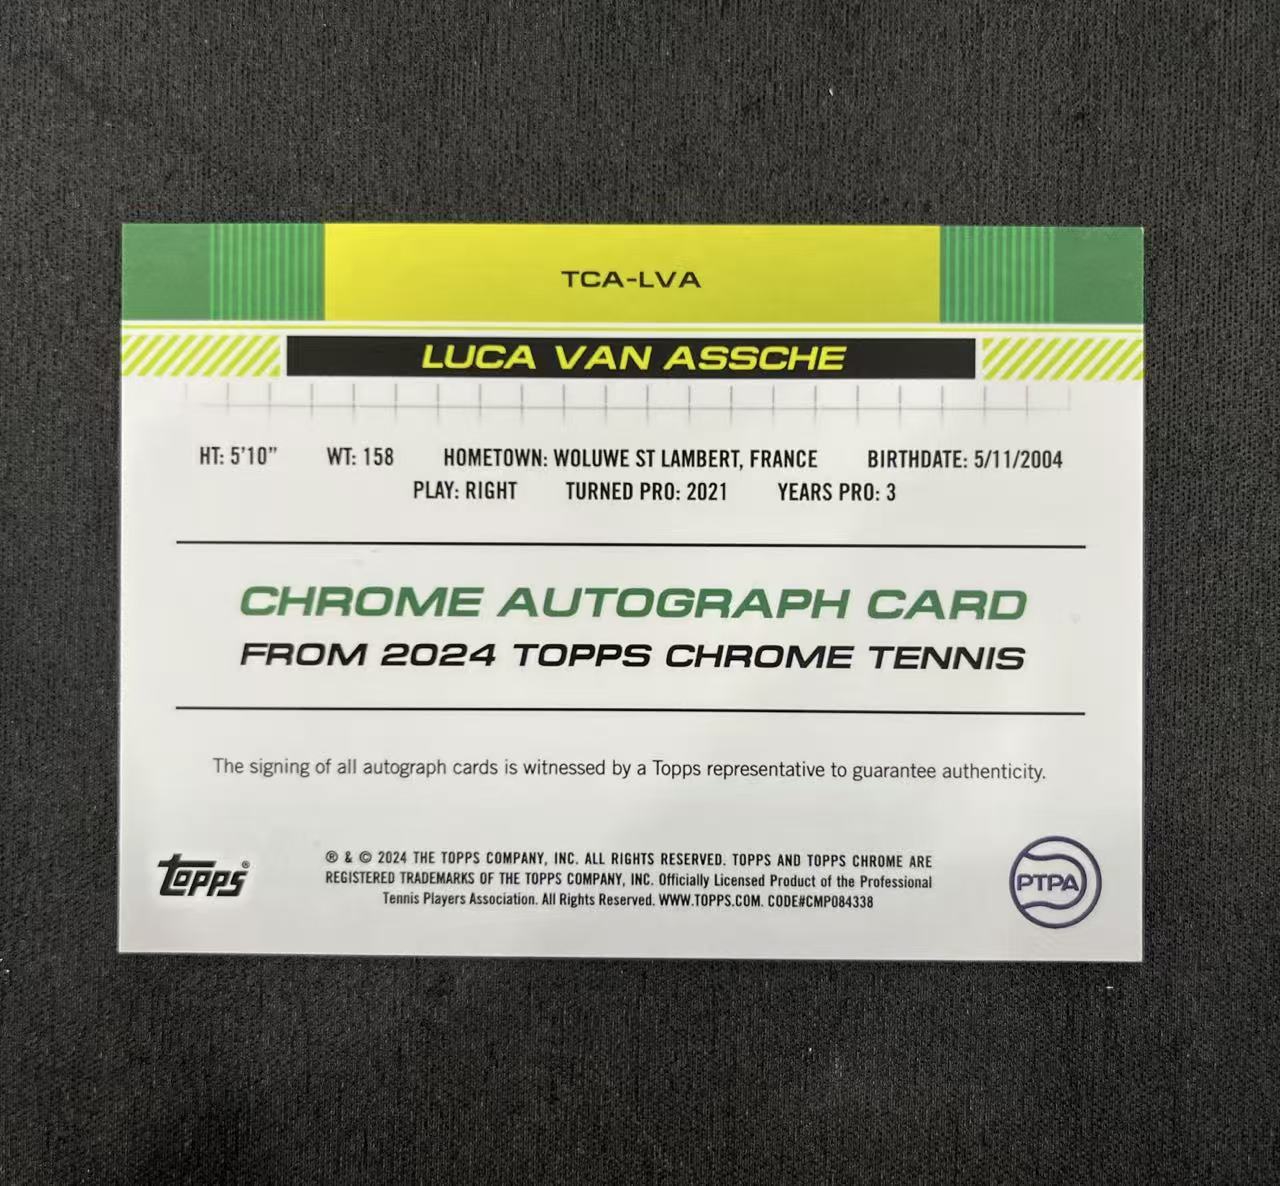 TCA-LVA
LUCA VAN ASSCHE
HT: 5'10" WT: 158 HOMETOWN: WOLUWE ST LAMBERT, FRANCE BIRTHDATE: 5/11/2004
PLAY: RIGHT TURNED PRO: 2021 YEARS PRO: 3
CHROME AUTOGRAPH CARD
FROM 2024 TOPPS CHROME TENNIS
The signing of all autograph cards is witnessed by a Topps representative to guarantee authenticity.
topps®
® & © 2024 THE TOPPS COMPANY, INC. ALL RIGHTS RESERVED. TOPPS AND TOPPS CHROME ARE
REGISTERED TRADEMARKS OF THE TOPPS COMPANY, INC. Officially Licensed Product of the Professional
Tennis Players Association. All Rights Reserved. WWW.TOPPS.COM. CODE#CMP084338
PTPA